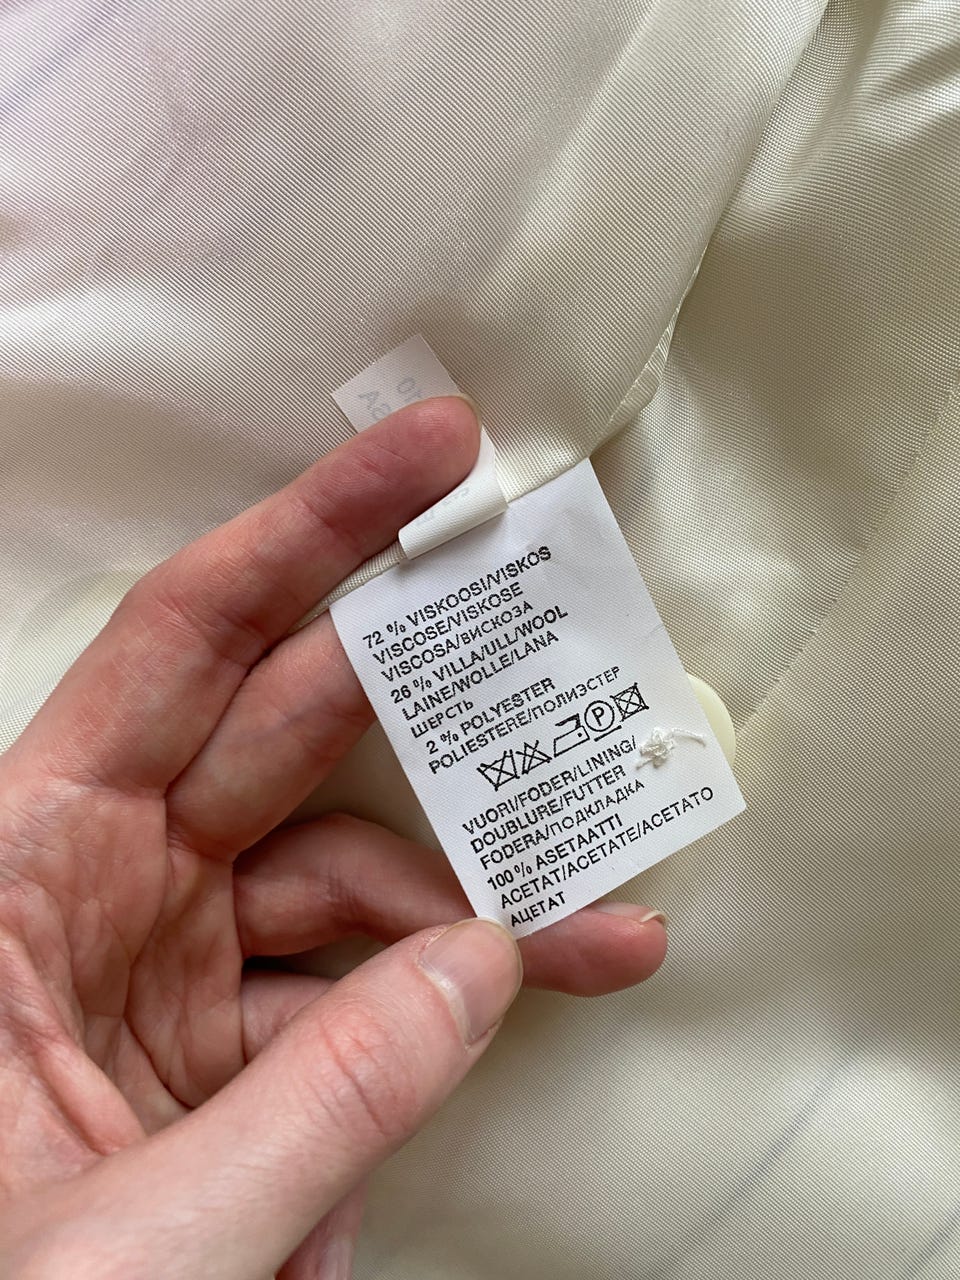 72 % VISKOOSI/VISKOS
VISCOSE/VISKOSE
VISCOSA/ВИСКОЗА
26 % VILLA/ULL/WOOL
LAINE/WOLLE/LANA
ШЕРСТЬ
2 % POLYESTER
POLIESTERE/ПОЛИЭСТЕР
P
VUORI/FODER/LINING/
DOUBLURE/FUTTER
FODERA/ПОДКЛАДКА
100 % ASETAATTI
ACETAT/ACETATE/ACETATO
АЦЕТАТ